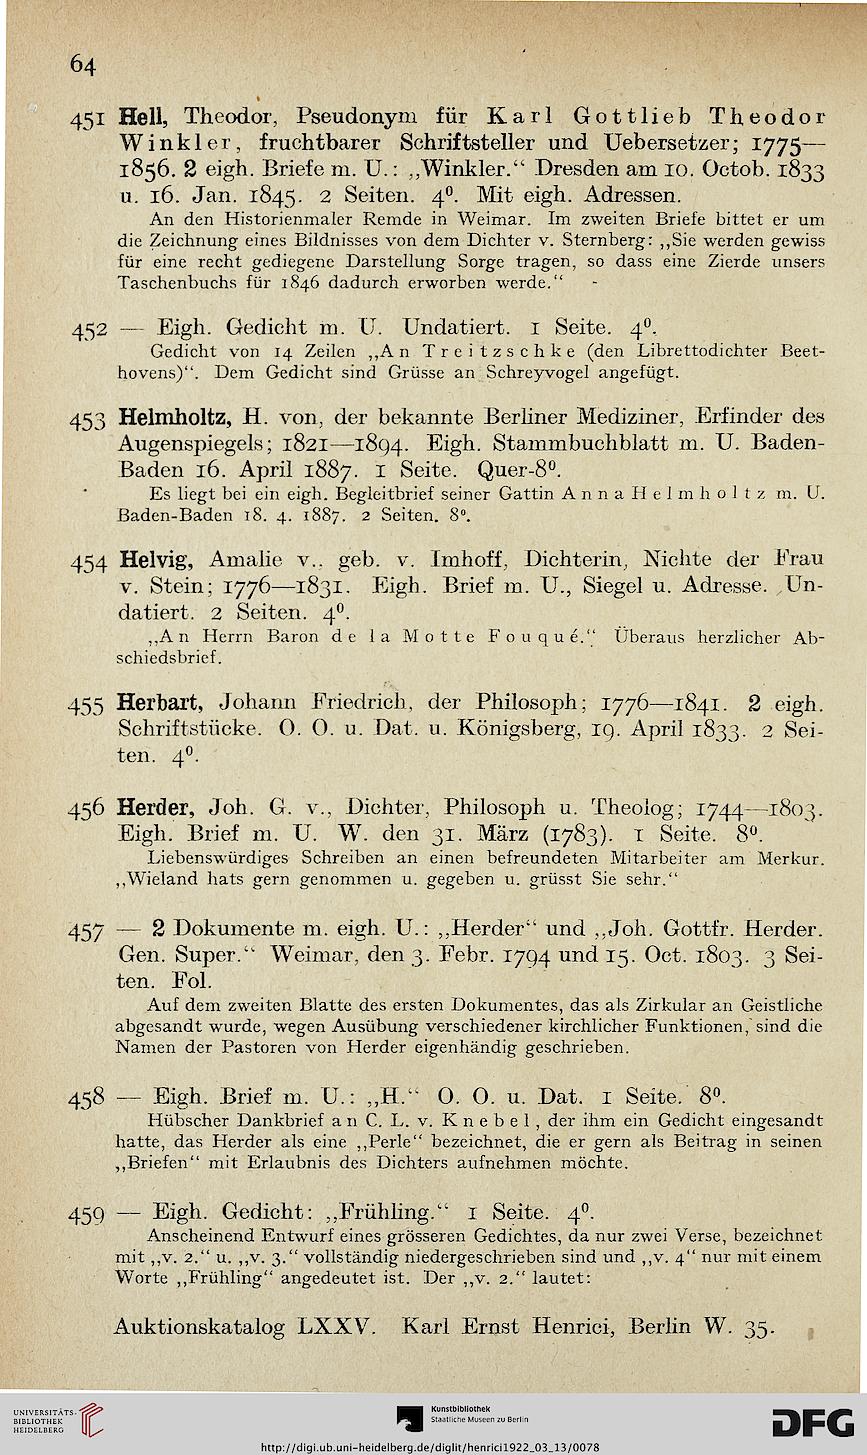 64
451 Hell, Theodor, Pseudonym für Karl Gottlieb Theodor
Winkler, fruchtbarer Schriftsteller und Uebersetzer; 1775—
1856. 2 eigh. Briefe m. U.: „Winkler.“ Dresden am 10. Octob. 1833
u. 16. Jan. 1845. 2 Seiten. 4⁰. Mit eigh. Adressen.
An den Historienmaler Remde in Weimar. Im zweiten Briefe bittet er um
die Zeichnung eines Bildnisses von dem Dichter v. Sternberg: „Sie werden gewiss
für eine recht gediegene Darstellung Sorge tragen, so dass eine Zierde unsers
Taschenbuchs für 1846 dadurch erworben werde.“
452 — Eigh. Gedicht m. U. Undatiert. 1 Seite. 4⁰.
Gedicht von 14 Zeilen „An Treitzschke (den Librettodichter Beet-
hovens)“. Dem Gedicht sind Grüsse an Schreyvogel angefügt.
453 Helmholtz, H. von, der bekannte Berliner Mediziner, Erfinder des
Augenspiegels; 1821—1894. Eigh. Stammbuchblatt m. U. Baden-
Baden 16. April 1887. 1 Seite. Quer-8⁰.
Es liegt bei ein eigh. Begleitbrief seiner Gattin Anna Helmholtz m. U.
Baden-Baden 18. 4. 1887. 2 Seiten. 8⁰.
454 Helvig, Amalie v., geb. v. Imhoff, Dichterin, Nichte der Frau
v. Stein; 1776—1831. Eigh. Brief m. U., Siegel u. Adresse. Un-
datiert. 2 Seiten. 4⁰.
„An Herrn Baron de la Motte Fouqué.“ Überaus herzlicher Ab-
schiedsbrief.
455 Herbart, Johann Friedrich, der Philosoph; 1776—1841. 2 eigh.
Schriftstücke. O. O. u. Dat. u. Königsberg, 19. April 1833. 2 Sei-
ten. 4⁰.
456 Herder, Joh. G. v., Dichter, Philosoph u. Theolog; 1744—1803.
Eigh. Brief m. U. W. den 31. März (1783). 1 Seite. 8⁰.
Liebenswürdiges Schreiben an einen befreundeten Mitarbeiter am Merkur.
„Wieland hats gern genommen u. gegeben u. grüsst Sie sehr.“
457 — 2 Dokumente m. eigh. U.: „Herder“ und „Joh. Gottfr. Herder.
Gen. Super.“ Weimar, den 3. Febr. 1794 und 15. Oct. 1803. 3 Sei-
ten. Fol.
Auf dem zweiten Blatte des ersten Dokumentes, das als Zirkular an Geistliche
abgesandt wurde, wegen Ausübung verschiedener kirchlicher Funktionen, sind die
Namen der Pastoren von Herder eigenhändig geschrieben.
458 — Eigh. Brief m. U.: „H.“ O. O. u. Dat. 1 Seite. 8⁰.
Hübscher Dankbrief an C. L. v. Knebel, der ihm ein Gedicht eingesandt
hatte, das Herder als eine „Perle“ bezeichnet, die er gern als Beitrag in seinen
„Briefen“ mit Erlaubnis des Dichters aufnehmen möchte.
459 — Eigh. Gedicht: „Frühling.“ 1 Seite. 4⁰.
Anscheinend Entwurf eines grösseren Gedichtes, da nur zwei Verse, bezeichnet
mit „v. 2.“ u. „v. 3.“ vollständig niedergeschrieben sind und „v. 4“ nur mit einem
Worte „Frühling“ angedeutet ist. Der „v. 2.“ lautet:
Auktionskatalog LXXV. Karl Ernst Henrici, Berlin W. 35.
UNIVERSITÄTS-
BIBLIOTHEK
HEIDELBERG
Kunstbibliothek
Staatliche Museen zu Berlin
DFG
http://digi.ub.uni-heidelberg.de/diglit/henrici1922_03_13/0078